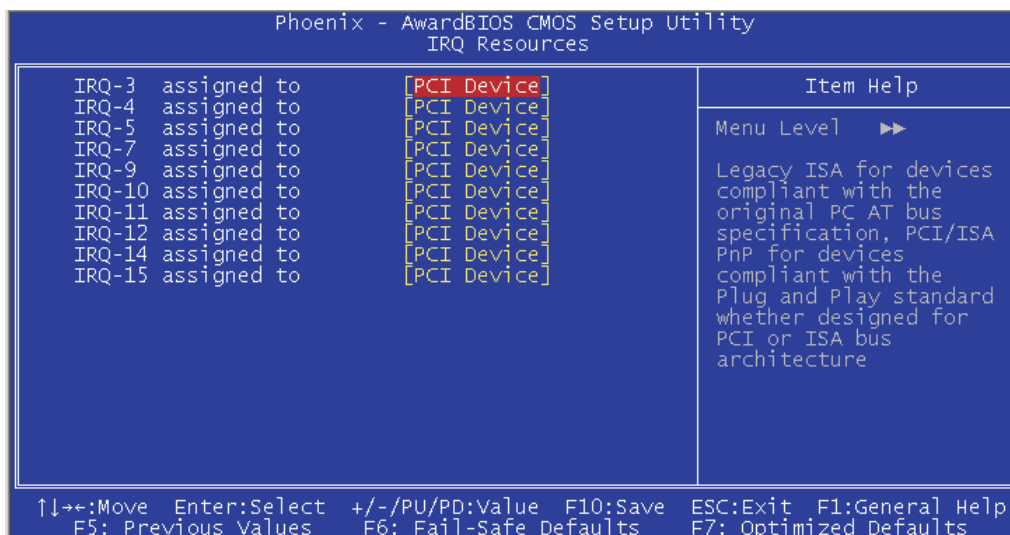 Phoenix - AwardBIOS CMOS Setup Utility
IRQ Resources
IRQ-3 assigned to [PCI Device]
IRQ-4 assigned to [PCI Device]
IRQ-5 assigned to [PCI Device]
IRQ-7 assigned to [PCI Device]
IRQ-9 assigned to [PCI Device]
IRQ-10 assigned to [PCI Device]
IRQ-11 assigned to [PCI Device]
IRQ-12 assigned to [PCI Device]
IRQ-14 assigned to [PCI Device]
IRQ-15 assigned to [PCI Device]
Item Help
Menu Level ▶▶
Legacy ISA for devices
compliant with the
original PC AT bus
specification, PCI/ISA
PnP for devices
compliant with the
Plug and Play standard
whether designed for
PCI or ISA bus
architecture
↑↓→←:Move Enter:Select +/-/PU/PD:Value F10:Save ESC:Exit F1:General Help
F5: Previous Values F6: Fail-Safe Defaults F7: Optimized Defaults